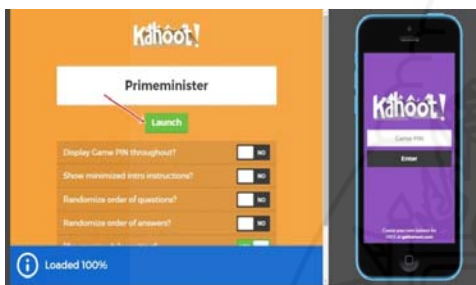 Kahoot!
Primeminister
Launch
Display Game PIN throughout? NO
Show minimized intro instructions? NO
Randomize order of questions? NO
Randomize order of answers? NO
Loaded 100%
Kahoot!
Game PIN
Enter